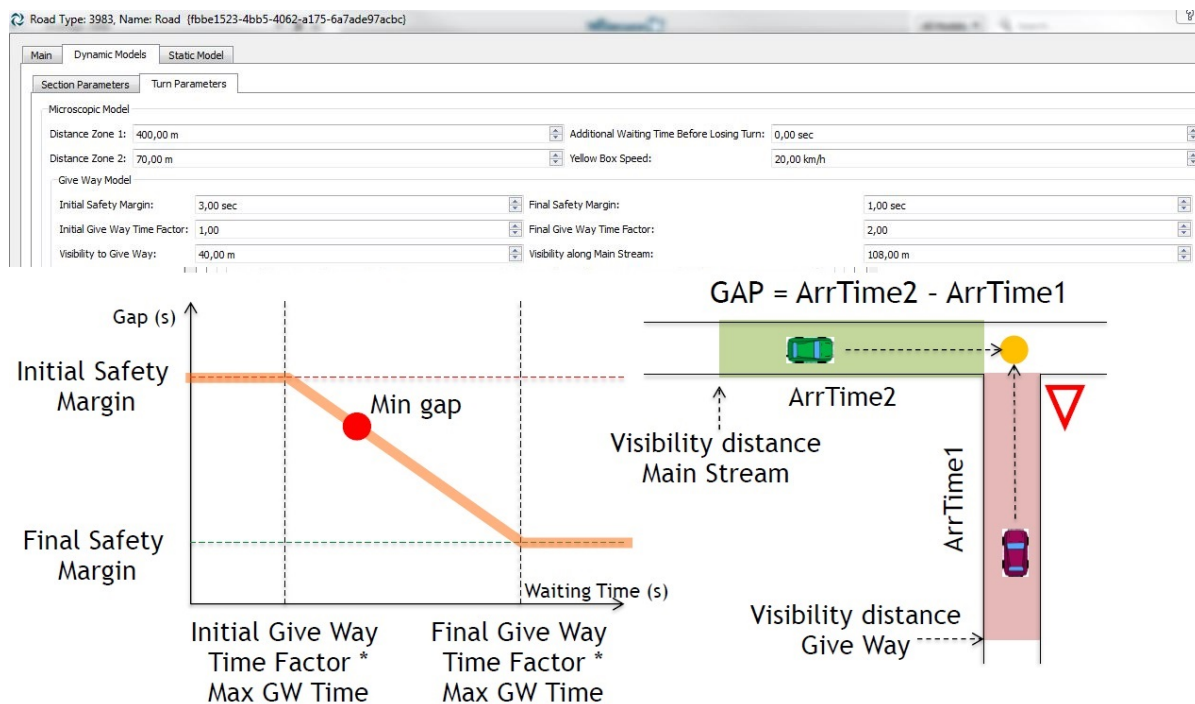 Road Type: 3983, Name: Road {fbbe1523-4bb5-4062-a175-6a7ade97acbc}
Main Dynamic Models Static Model
Section Parameters Turn Parameters
Microscopic Model
Distance Zone 1: 400,00 m Additional Waiting Time Before Losing Turn: 0,00 sec
Distance Zone 2: 70,00 m Yellow Box Speed: 20,00 km/h
Give Way Model
Initial Safety Margin: 3,00 sec Final Safety Margin: 1,00 sec
Initial Give Way Time Factor: 1,00 Final Give Way Time Factor: 2,00
Visibility to Give Way: 40,00 m Visibility along Main Stream: 108,00 m
Gap (s)
Initial Safety
Margin
Min gap
Final Safety
Margin
Waiting Time (s)
Initial Give Way
Time Factor *
Max GW Time
Final Give Way
Time Factor *
Max GW Time
GAP = ArrTime2 - ArrTime1
ArrTime2
Visibility distance
Main Stream
ArrTime1
Visibility distance
Give Way